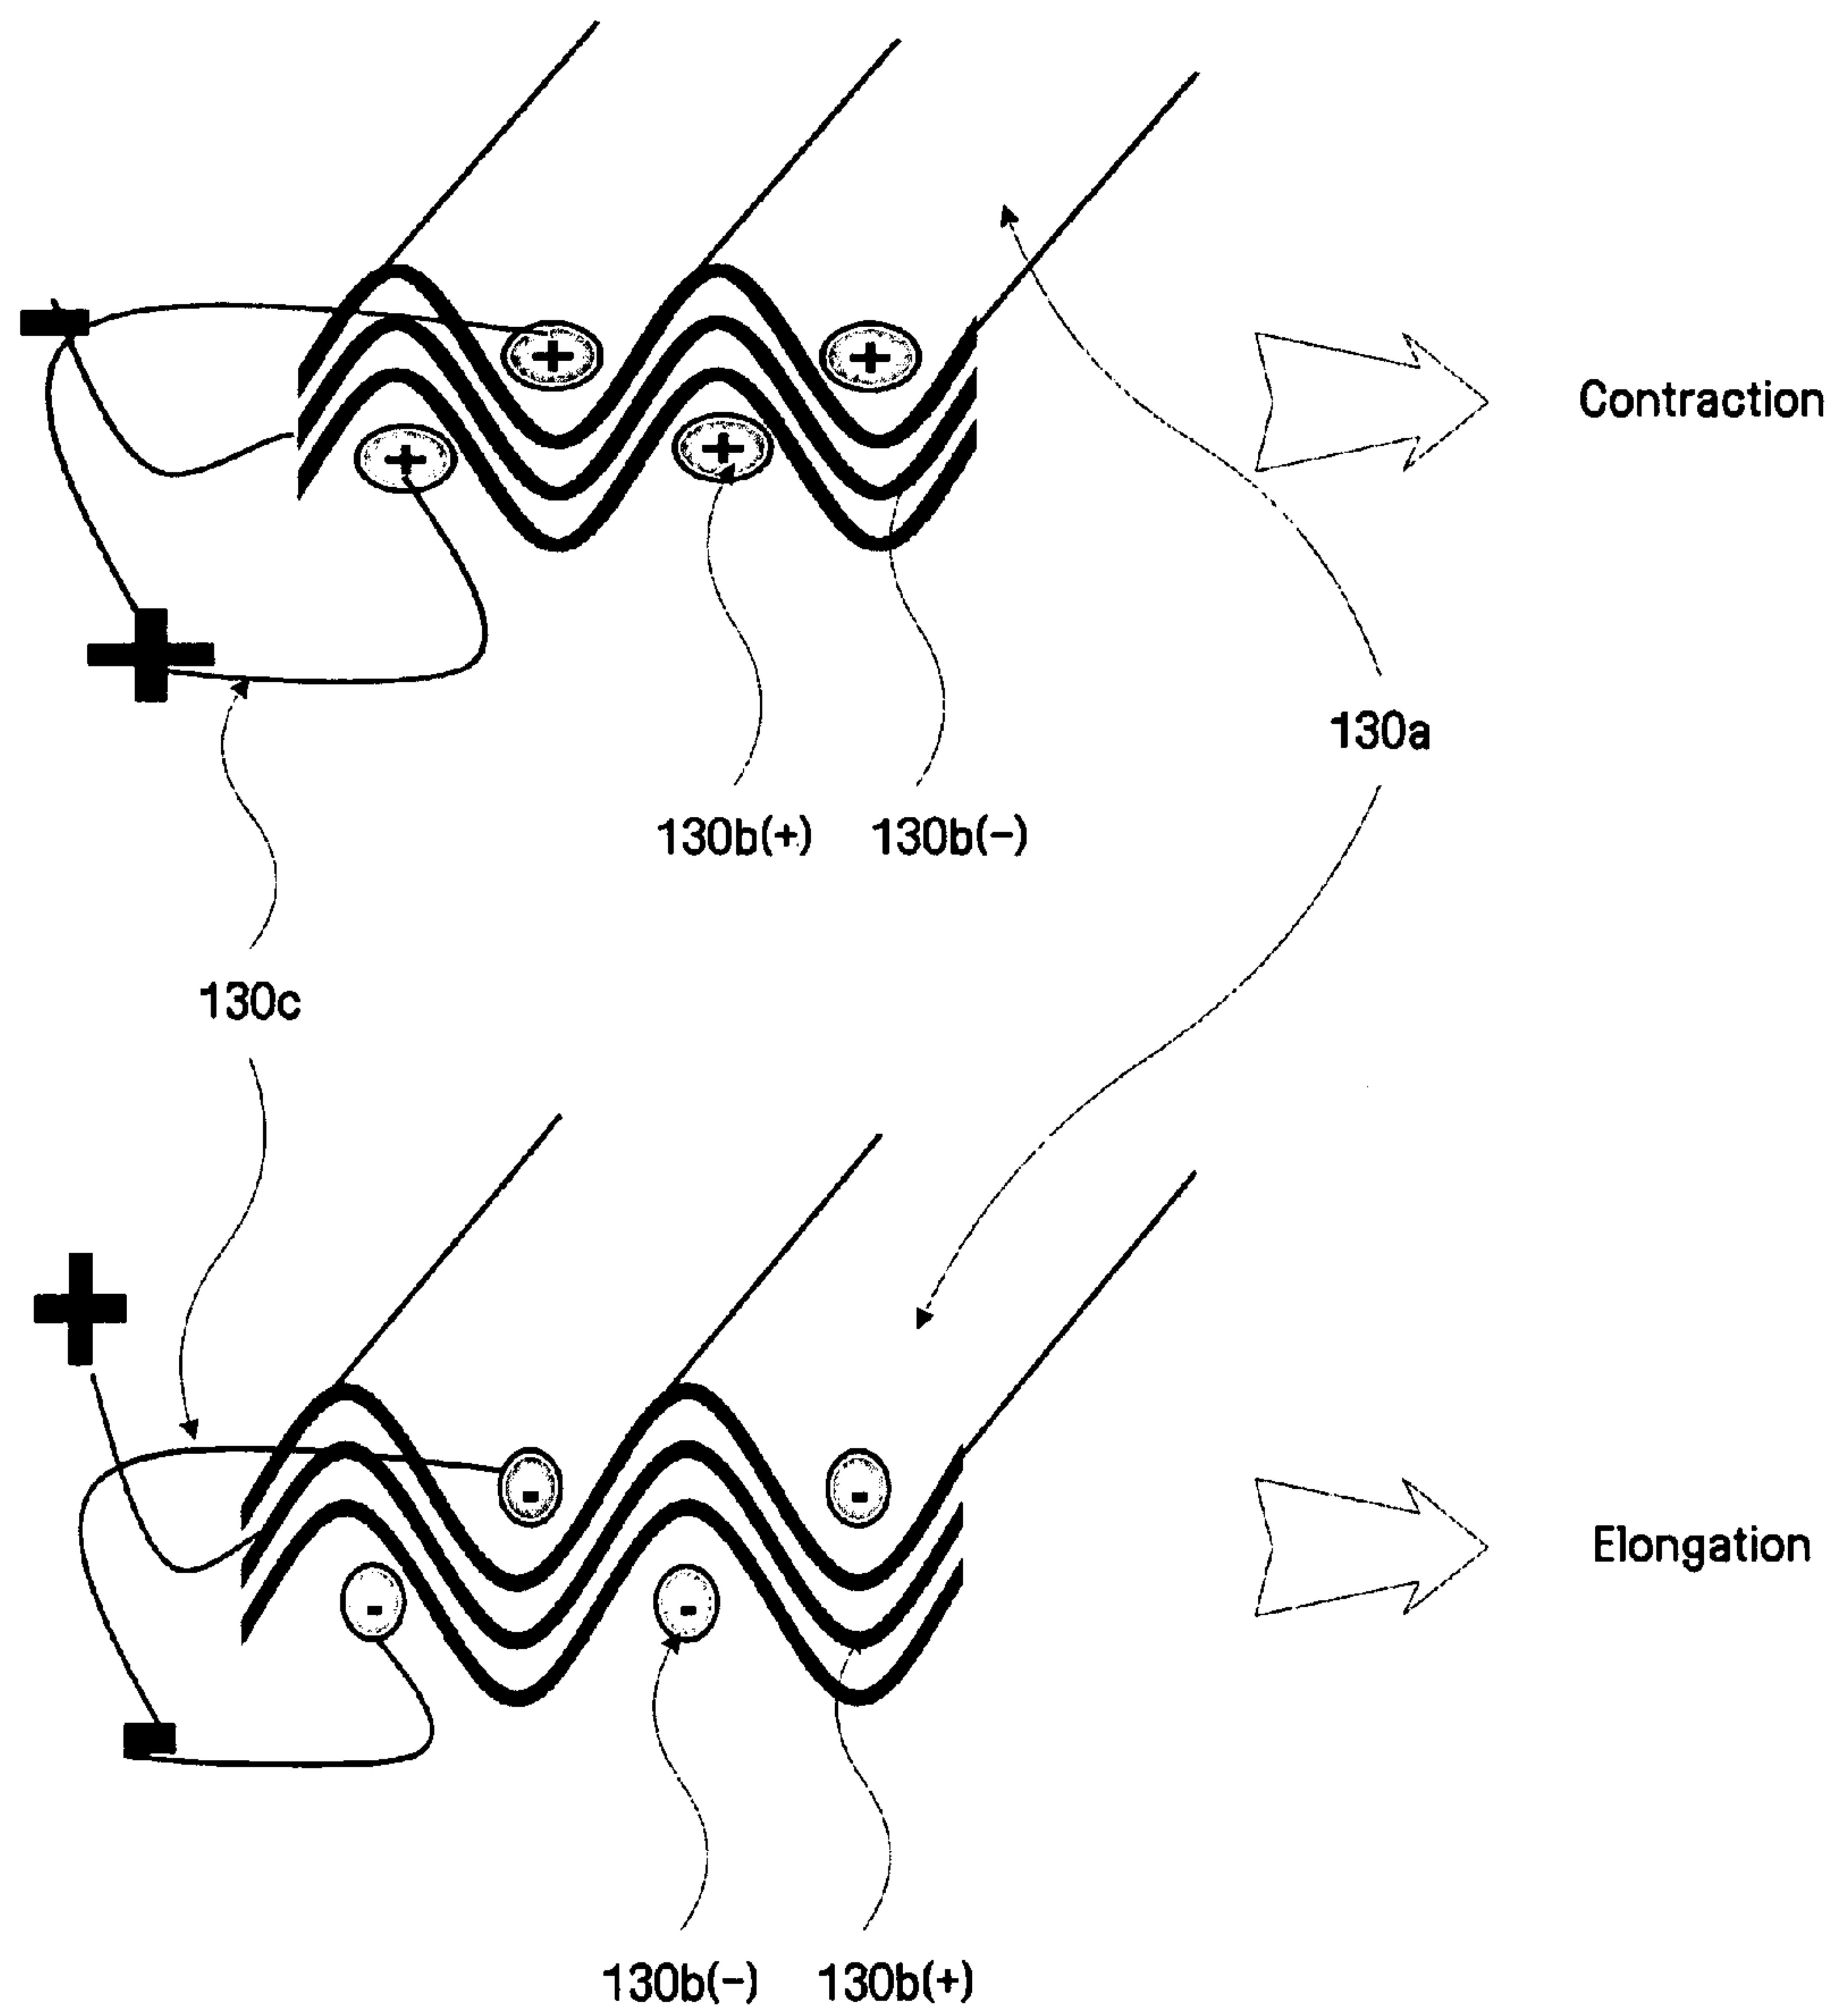 -
+
+
Contraction
+
+
+
130a
130b(+)
130b(-)
130c
+
-
-
Elongation
-
-
-
130b(-)
130b(+)